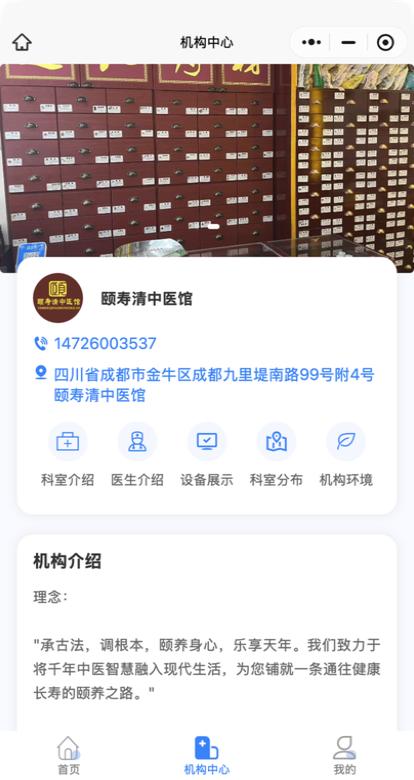 机构中心
颐寿清中医馆
颐寿清中医馆
14726003537
四川省成都市金牛区成都九里堤南路99号附4号
颐寿清中医馆
科室介绍 医生介绍 设备展示 科室分布 机构环境
机构介绍
理念：
"承古法，调根本，颐养身心，乐享天年。我们致力于
将千年中医智慧融入现代生活，为您铺就一条通往健康
长寿的颐养之路。"
首页 机构中心 我的